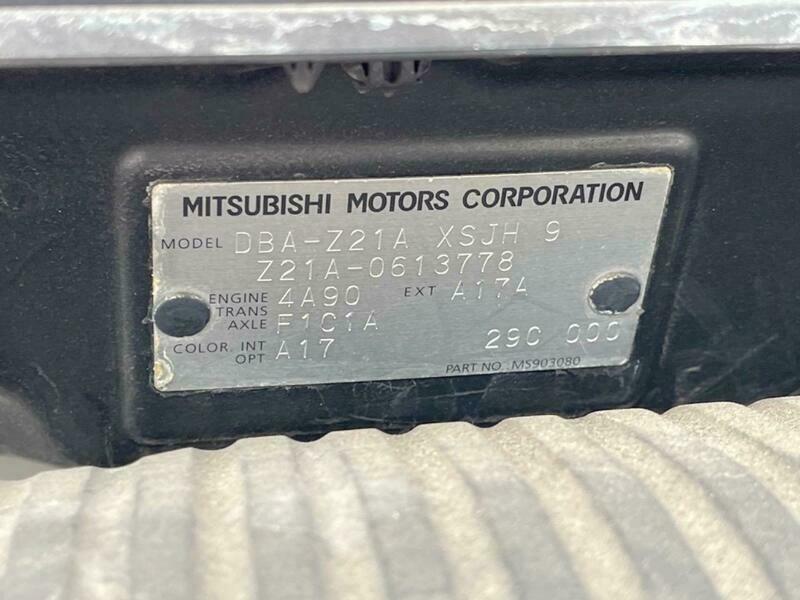 MITSUBISHI MOTORS CORPORATION
MODEL DBA-Z21A XSJH 9
Z21A-0613778
ENGINE 4A90 EXT A17A
TRANS AXLE F1C1A
COLOR. INT OPT A17 29C 000
PART NO . MS903080